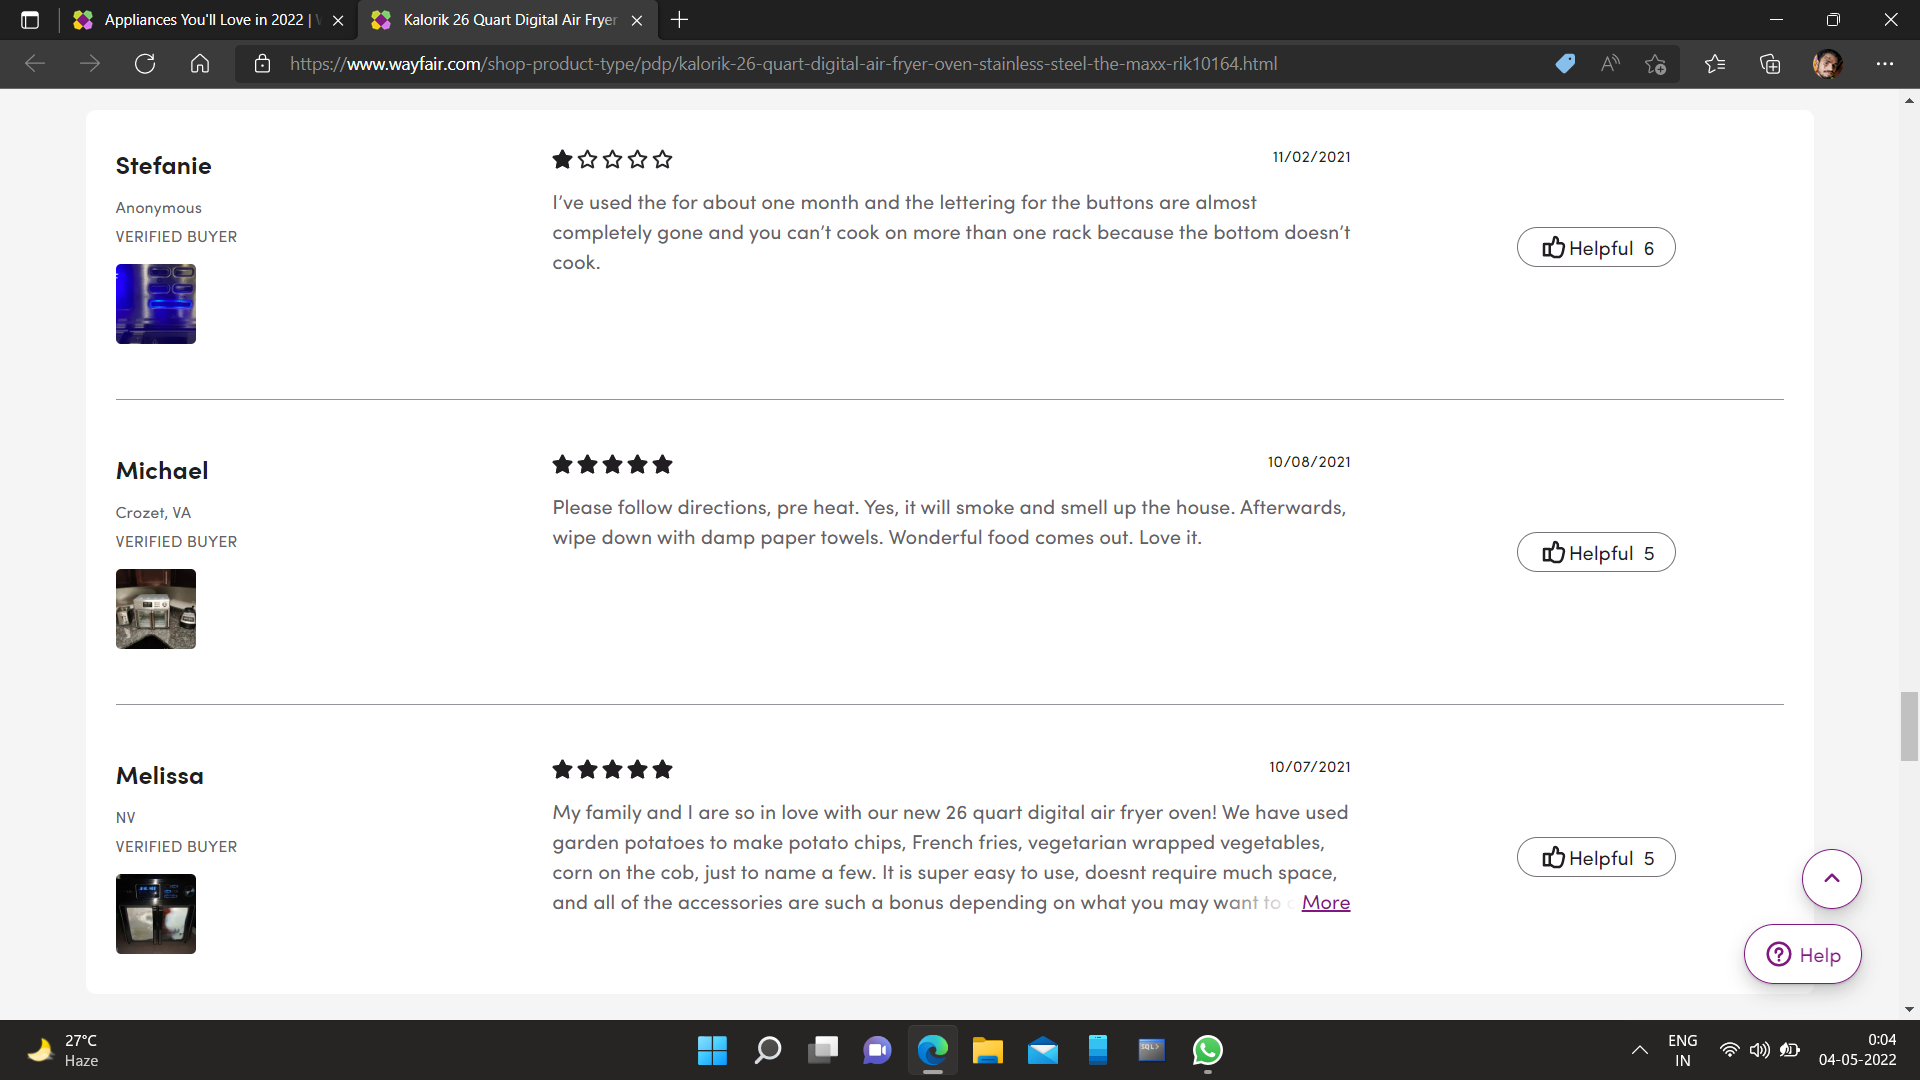 Appliances You'll Love in 2022 |
Kalorik 26 Quart Digital Air Fryer
https://www.wayfair.com/shop-product-type/pdp/kalorik-26-quart-digital-air-fryer-oven-stainless-steel-the-maxx-rik10164.html
Stefanie
Anonymous
VERIFIED BUYER
11/02/2021
I’ve used the for about one month and the lettering for the buttons are almost
completely gone and you can’t cook on more than one rack because the bottom doesn’t
cook.
Helpful 6
Michael
Crozet, VA
VERIFIED BUYER
10/08/2021
Please follow directions, pre heat. Yes, it will smoke and smell up the house. Afterwards,
wipe down with damp paper towels. Wonderful food comes out. Love it.
Helpful 5
Melissa
NV
VERIFIED BUYER
10/07/2021
My family and I are so in love with our new 26 quart digital air fryer oven! We have used
garden potatoes to make potato chips, French fries, vegetarian wrapped vegetables,
corn on the cob, just to name a few. It is super easy to use, doesnt require much space,
and all of the accessories are such a bonus depending on what you may want to More
Helpful 5
Help
27°C
Haze
SQL>
ENG
IN
0:04
04-05-2022